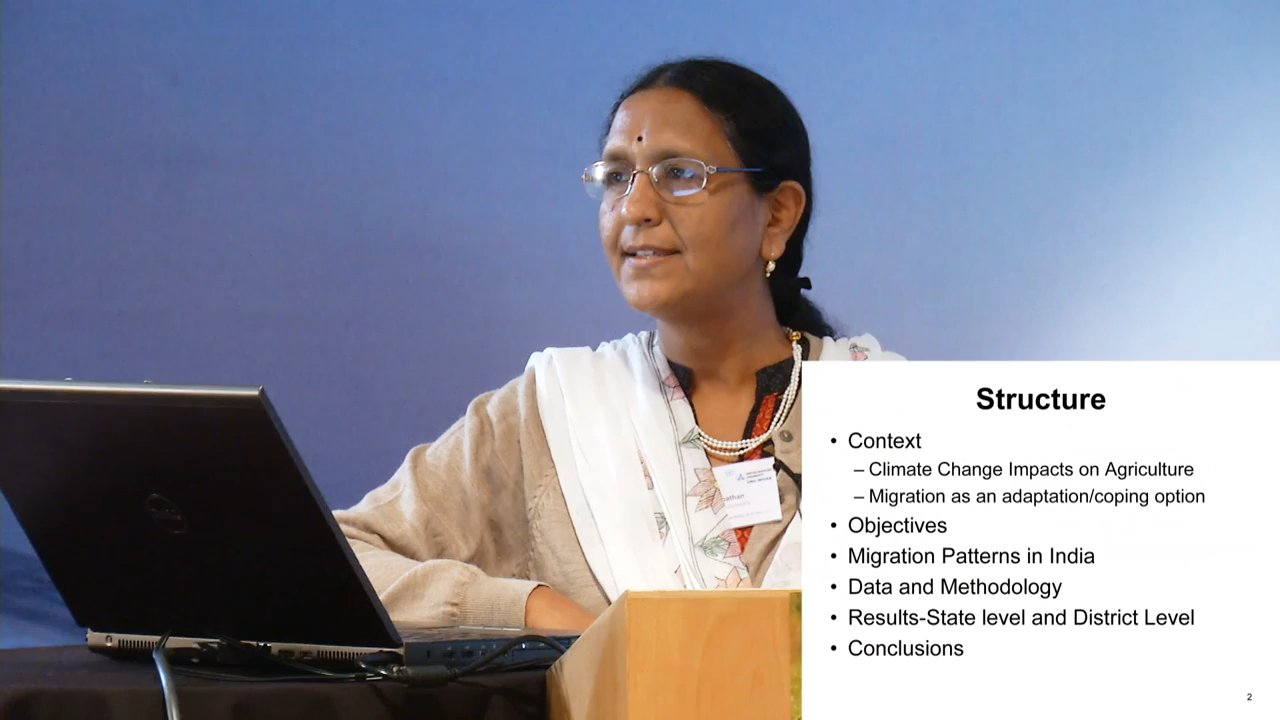 Structure
• Context
– Climate Change Impacts on Agriculture
– Migration as an adaptation/coping option
• Objectives
• Migration Patterns in India
• Data and Methodology
• Results-State level and District Level
• Conclusions
2